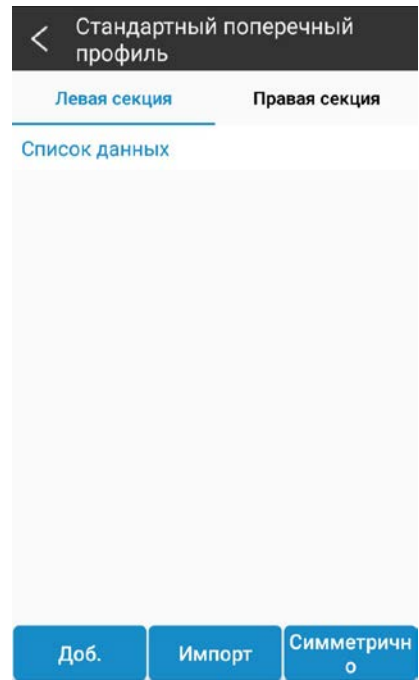 Стандартный поперечный
профиль
Левая секция Правая секция
Список данных
Доб. Импорт Симметричн
о